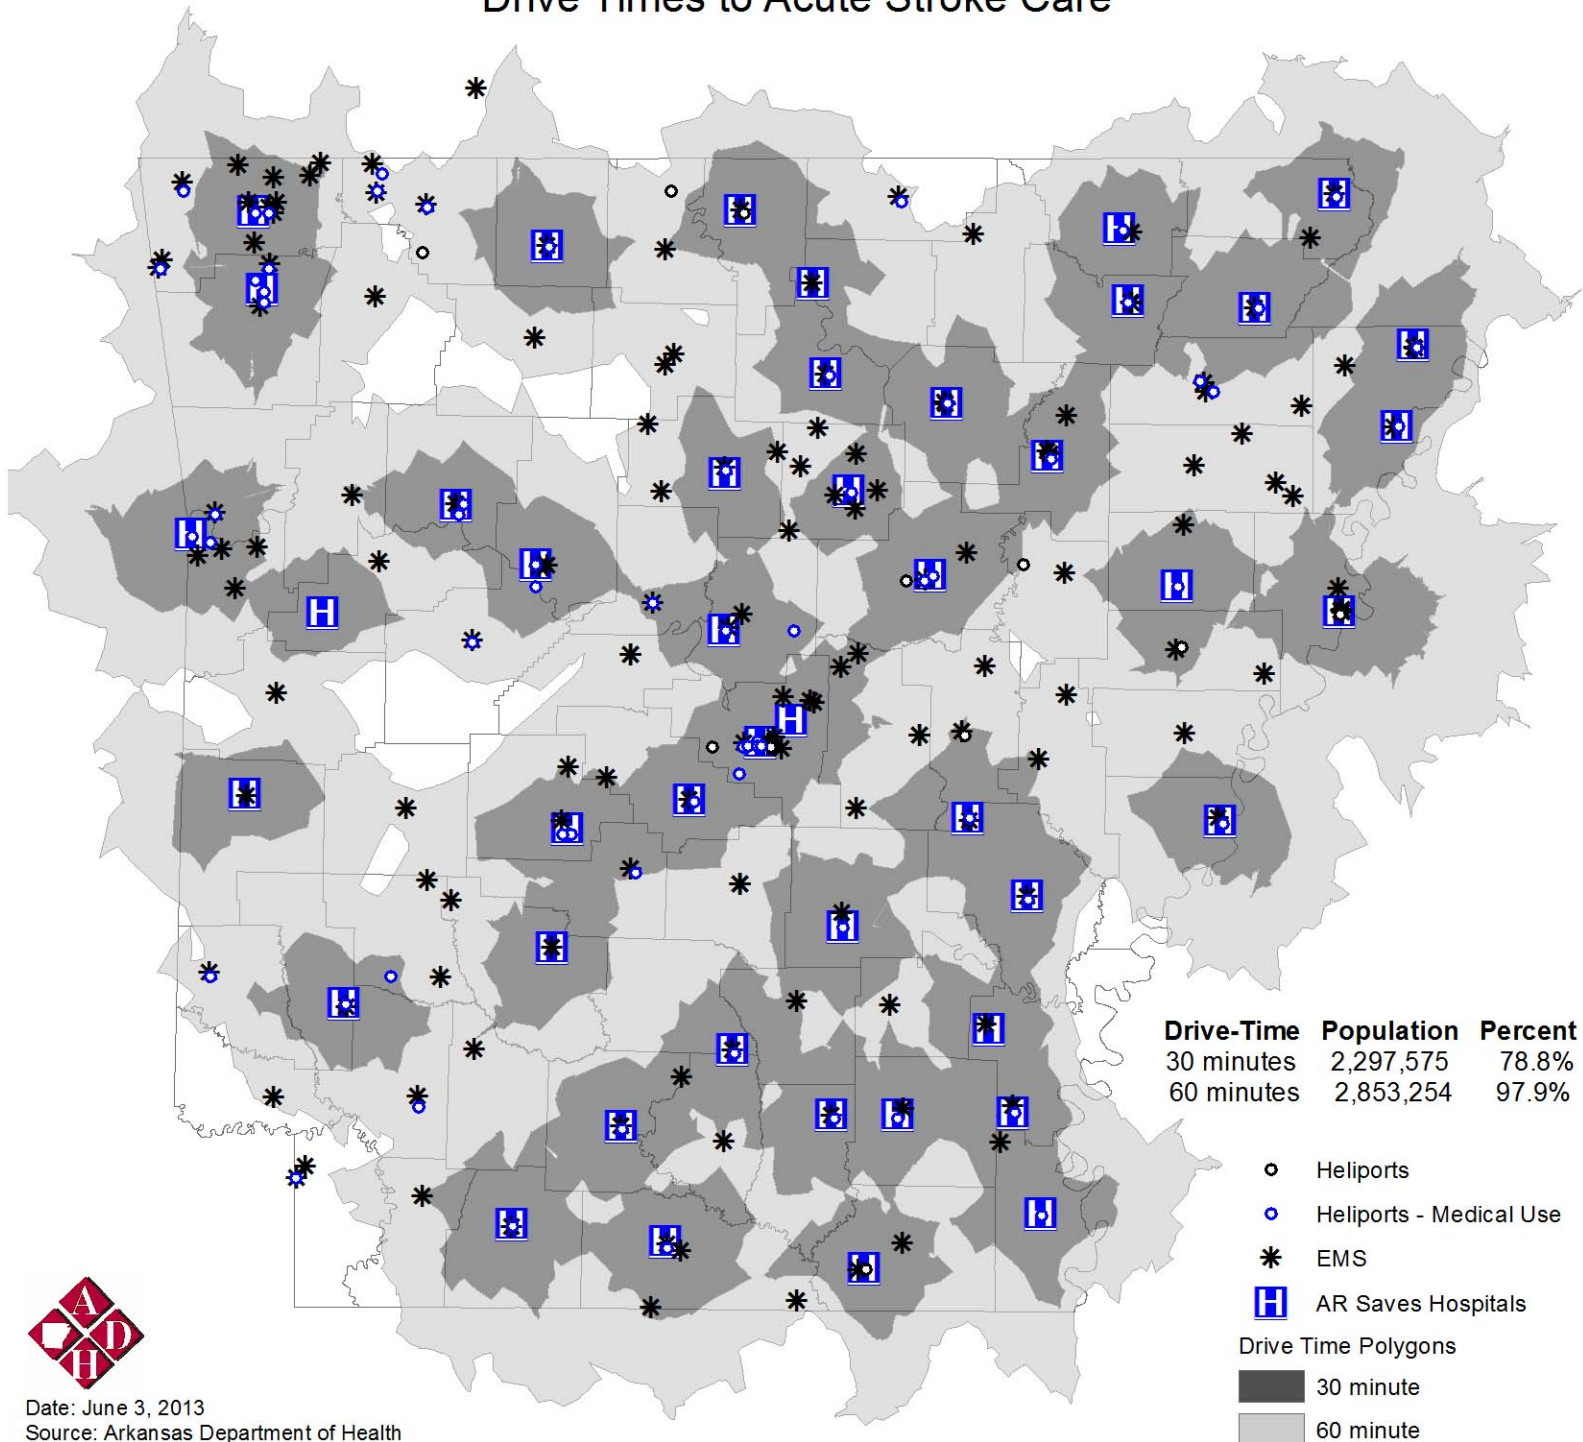 Drive Times to Acute Stroke Care
Drive-Time Population Percent
30 minutes 2,297,575 78.8%
60 minutes 2,853,254 97.9%
Heliports
Heliports - Medical Use
EMS
H AR Saves Hospitals
Drive Time Polygons
30 minute
60 minute
A
D
H
Date: June 3, 2013
Source: Arkansas Department of Health